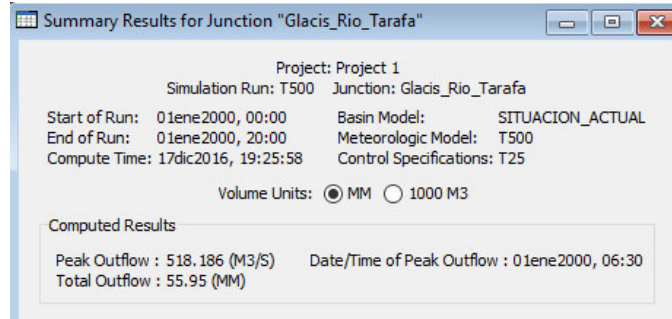 Summary Results for Junction "Glacis_Rio_Tarafa"
Project: Project 1
Simulation Run: T500 Junction: Glacis_Rio_Tarafa
Start of Run: 01ene2000, 00:00 Basin Model: SITUACION_ACTUAL
End of Run: 01ene2000, 20:00 Meteorologic Model: T500
Compute Time: 17dic2016, 19:25:58 Control Specifications: T25
Volume Units: MM 1000 M3
Computed Results
Peak Outflow : 518.186 (M3/S) Date/Time of Peak Outflow : 01ene2000, 06:30
Total Outflow : 55.95 (MM)